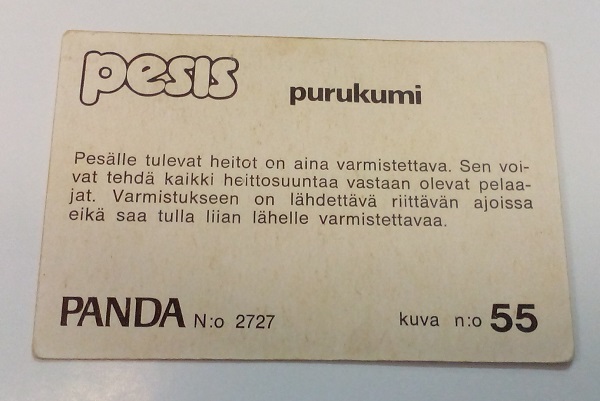 pesis purukumi
Pesälle tulevat heitot on aina varmistettava. Sen voi-
vat tehdä kaikki heittosuuntaa vastaan olevat pelaa-
jat. Varmistukseen on lähdettävä riittävän ajoissa
eikä saa tulla liian lähelle varmistettavaa.
PANDA N:o 2727 kuva n:o 55